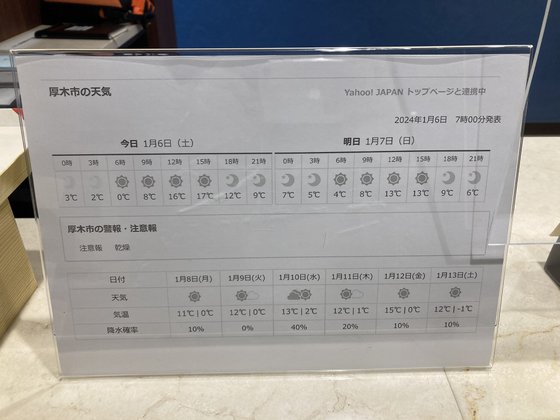 厚木市の天気
Yahoo! JAPAN トップページと連携中
2024年1月6日 7時00分発表
今日 1月6日（土） 明日 1月7日（日）
0時 3時 6時 9時 12時 15時 18時 21時 0時 3時 6時 9時 12時 15時 18時 21時
3℃ 2℃ 0℃ 8℃ 16℃ 17℃ 12℃ 9℃ 7℃ 5℃ 4℃ 8℃ 13℃ 13℃ 9℃ 6℃
厚木市の警報・注意報
注意報 乾燥
日付 1月8日(月) 1月9日(火) 1月10日(水) 1月11日(木) 1月12日(金) 1月13日(土)
天気
気温 11℃ | 0℃ 12℃ | 0℃ 13℃ | 2℃ 12℃ | 1℃ 15℃ | 0℃ 12℃ | -1℃
降水確率 10% 0% 40% 20% 10% 10%